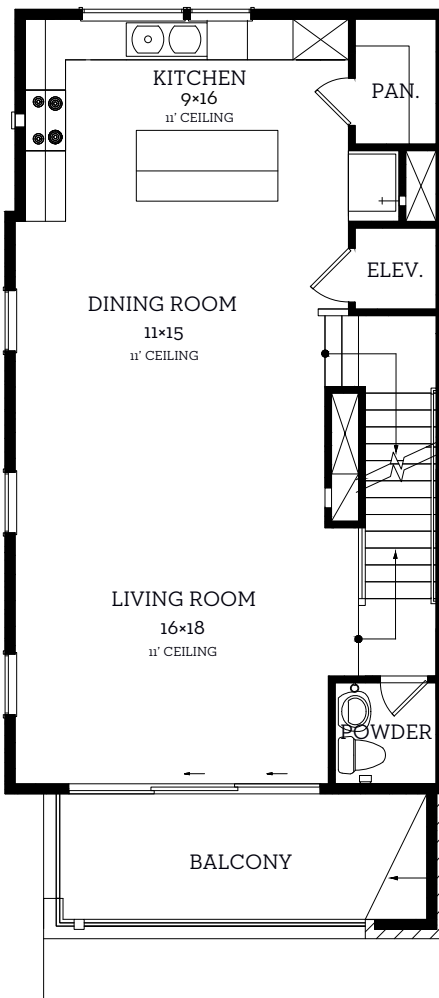 KITCHEN
9×16
11' CEILING
PAN.
ELEV.
DINING ROOM
11×15
11' CEILING
LIVING ROOM
16×18
11' CEILING
POWDER
BALCONY